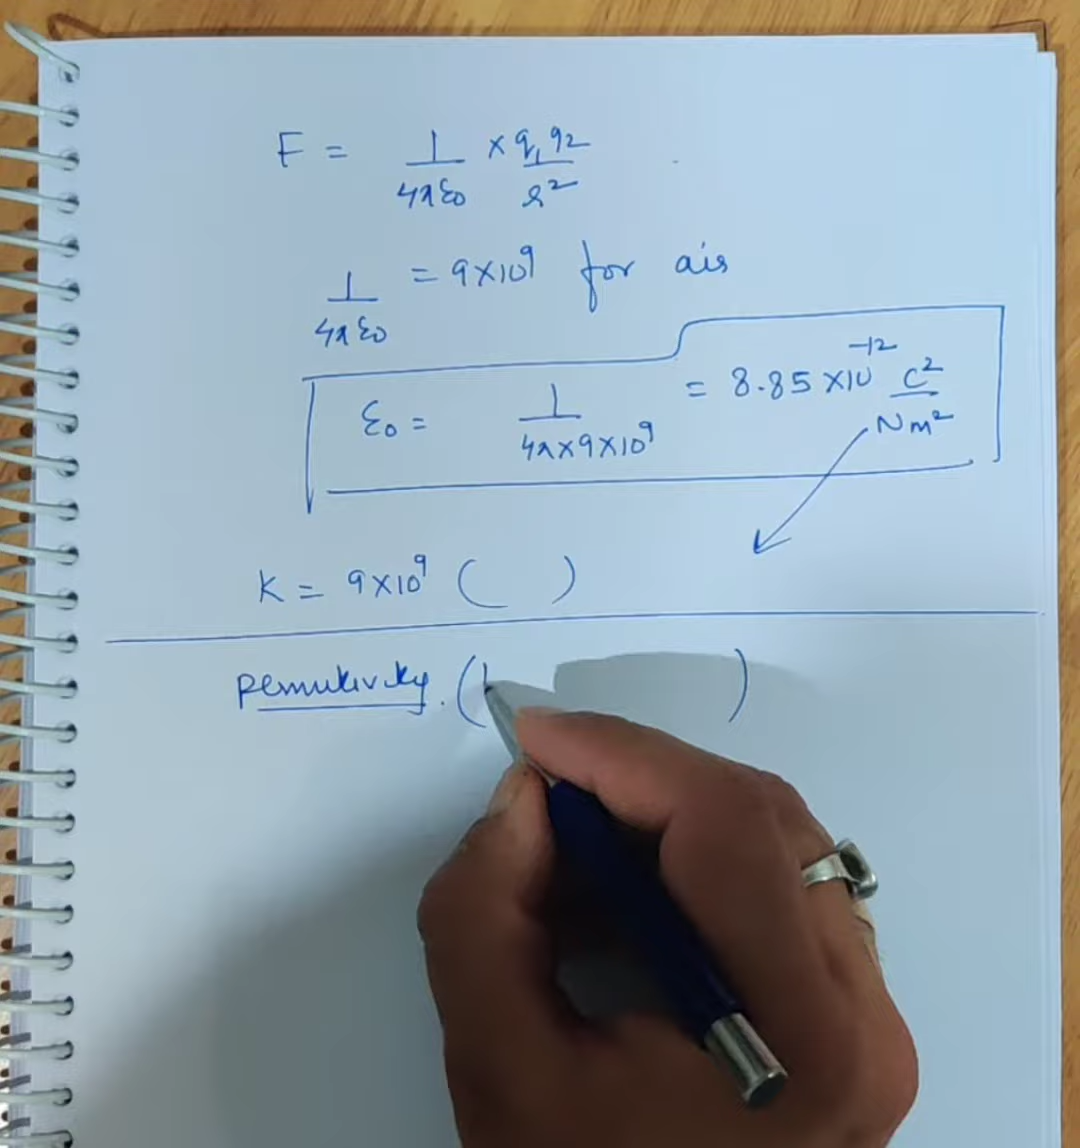 F = 1/4πε0 × q1q2/r²
1/4πε0 = 9×10⁹ for air
ε0 = 1/4π×9×10⁹ = 8.85×10⁻¹² C²/Nm²
K = 9×10⁹ ( )
Permittivity. ( )